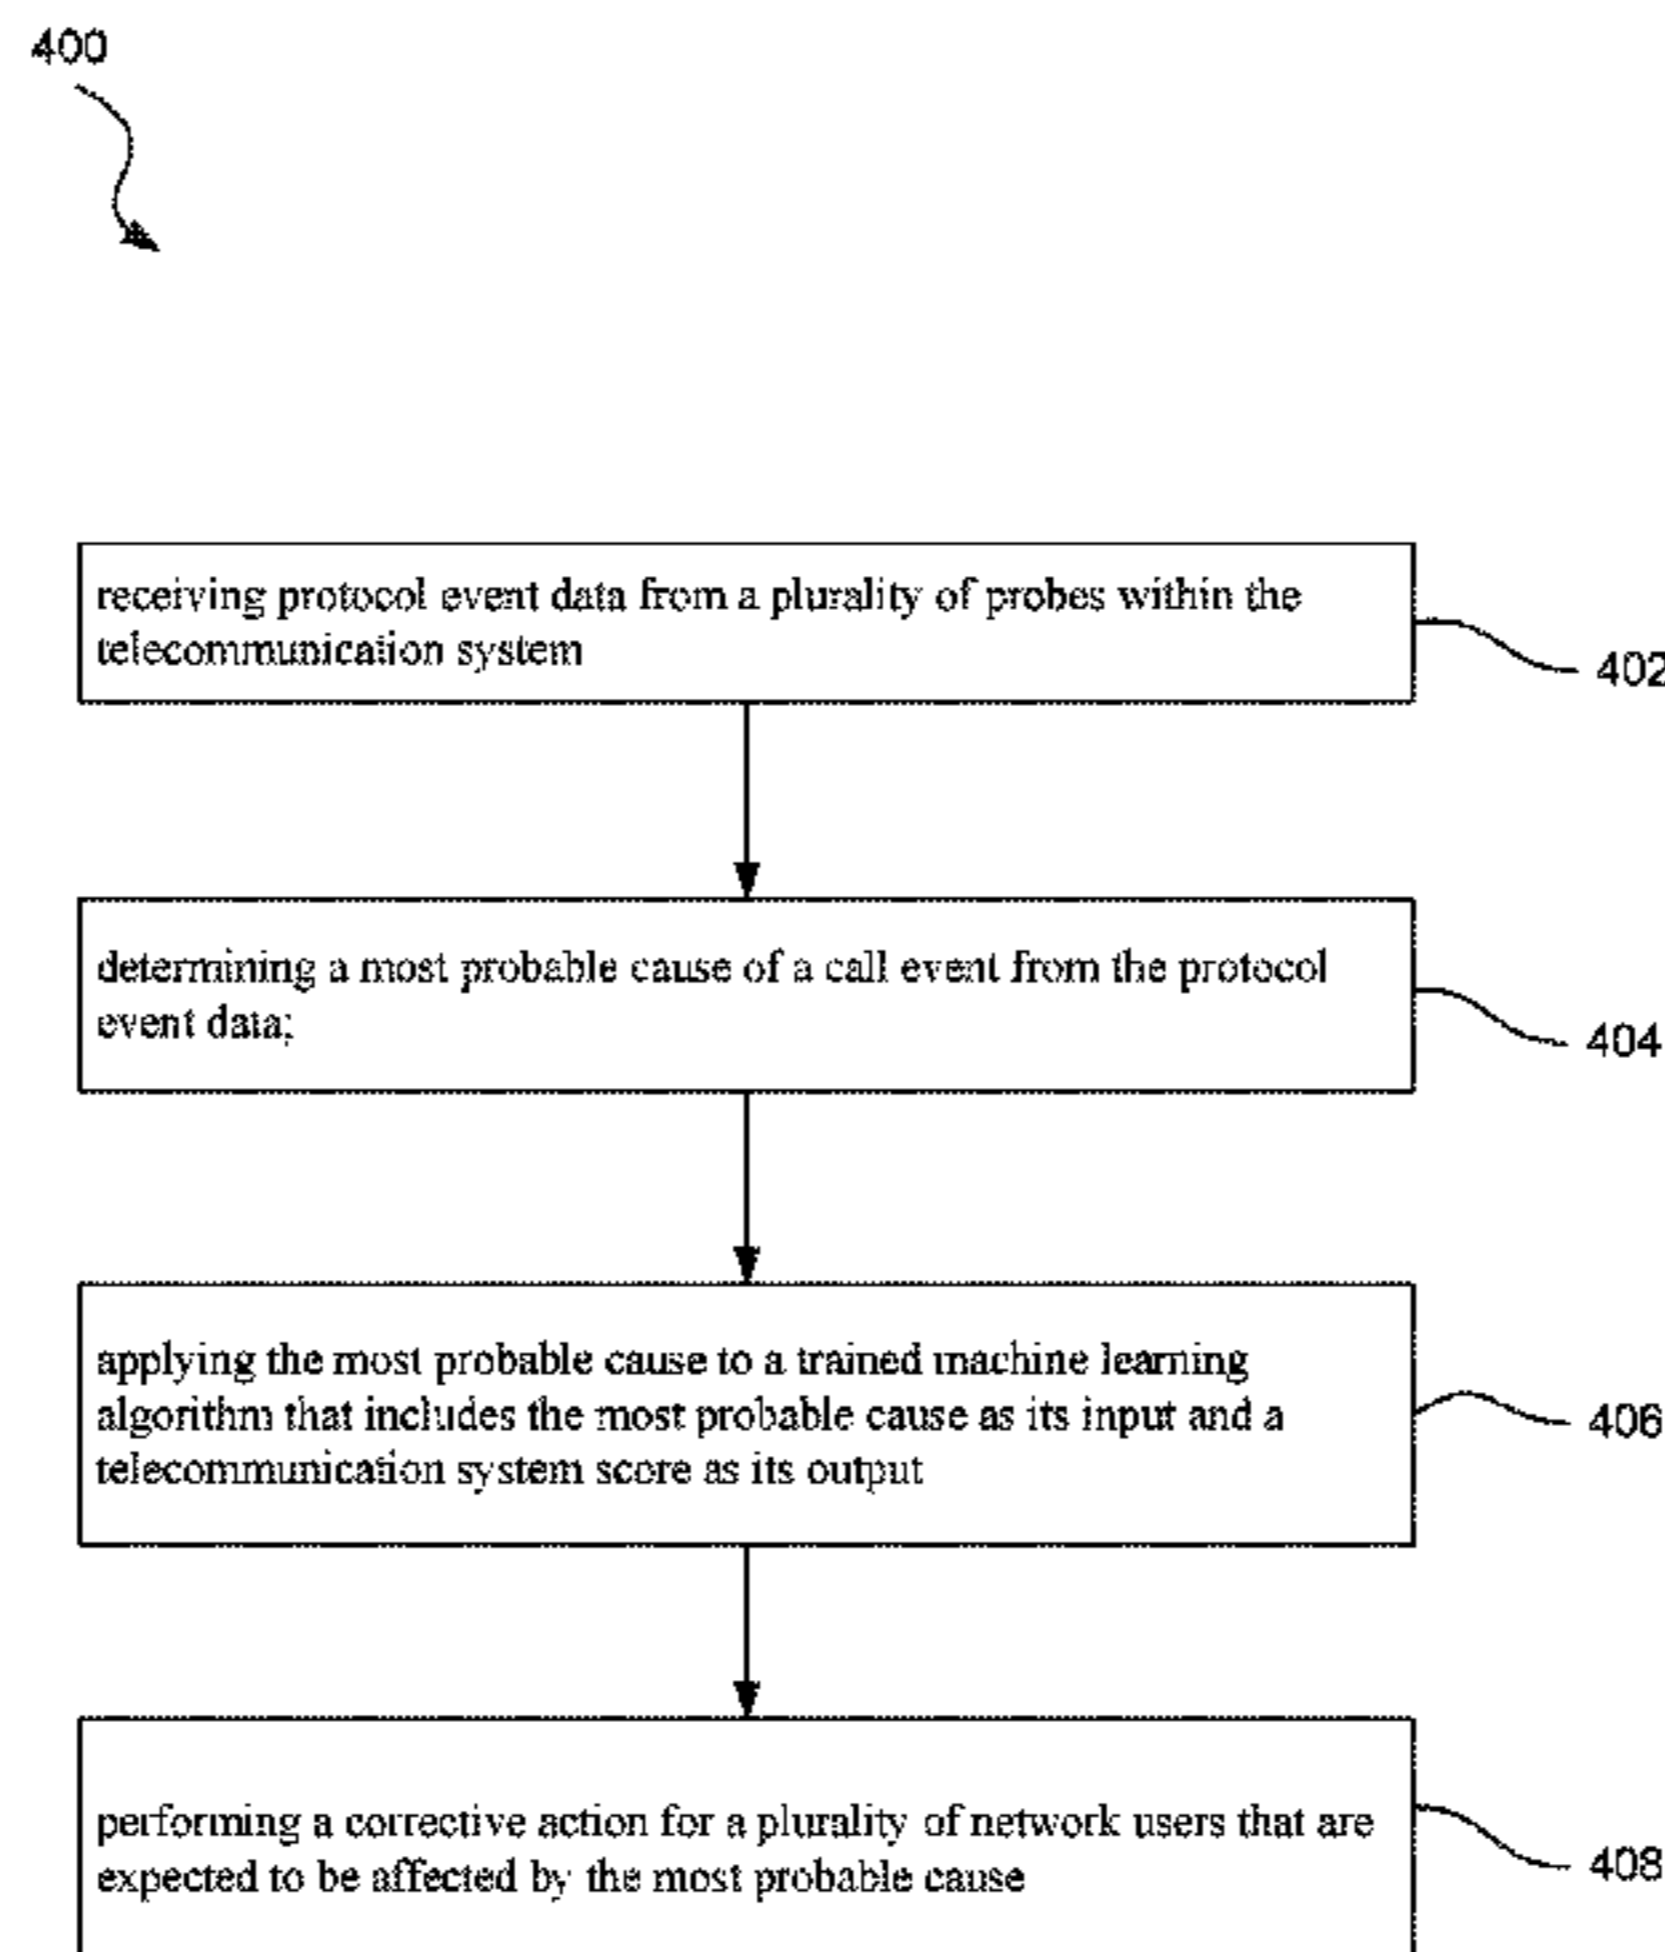 400
receiving protocol event data from a plurality of probes within the
telecommunication system
402
determining a most probable cause of a call event from the protocol
event data;
404
applying the most probable cause to a trained machine learning
algorithm that includes the most probable cause as its input and a
telecommunication system score as its output
406
performing a corrective action for a plurality of network users that are
expected to be affected by the most probable cause
408